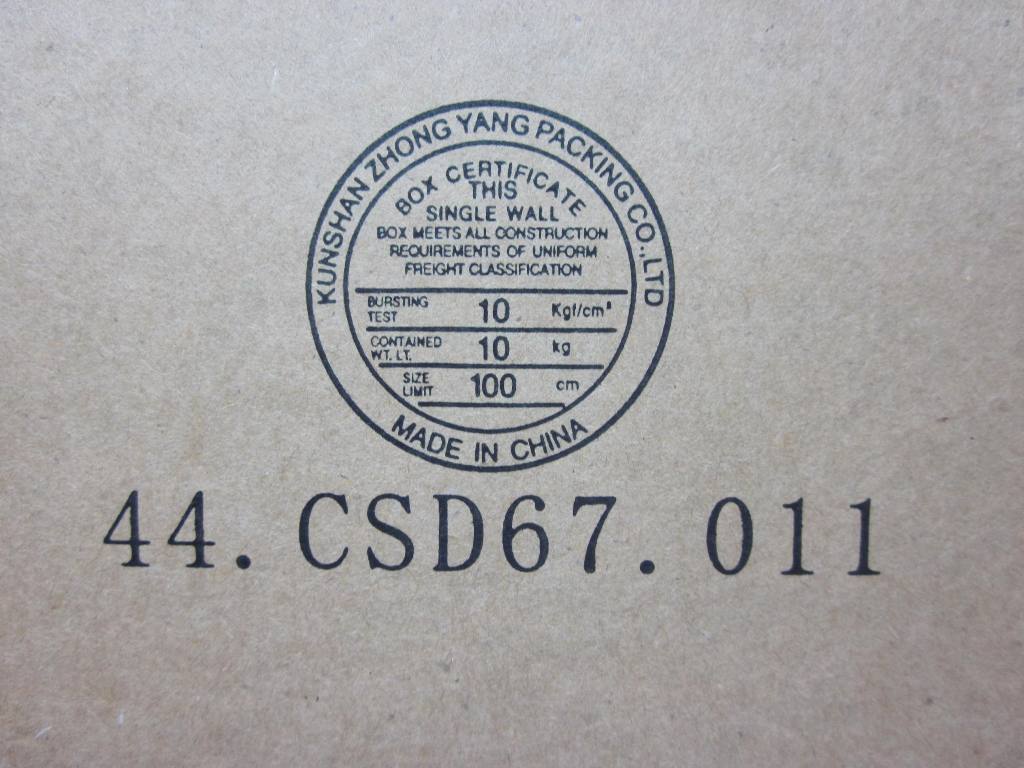 KUNSHAN ZHONG YANG PACKING CO.,LTD
BOX CERTIFICATE
THIS
SINGLE WALL
BOX MEETS ALL CONSTRUCTION
REQUIREMENTS OF UNIFORM
FREIGHT CLASSIFICATION
BURSTING TEST 10 Kgf/cm²
CONTAINED WT. LT. 10 kg
SIZE LIMIT 100 cm
MADE IN CHINA
44. CSD67. 011